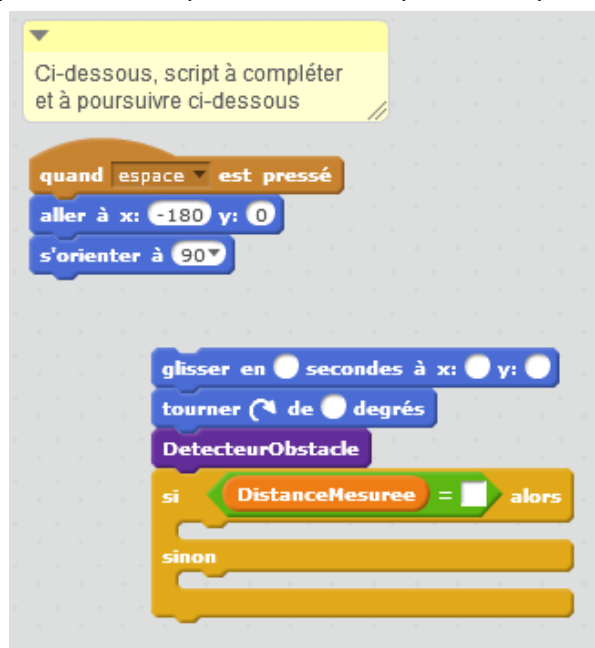 Ci-dessous, script à compléter
et à poursuivre ci-dessous
quand espace est pressé
aller à x: -180 y: 0
s'orienter à 90
glisser en secondes à x: y:
tourner de degrés
DetecteurObstacle
si DistanceMesuree = alors
sinon